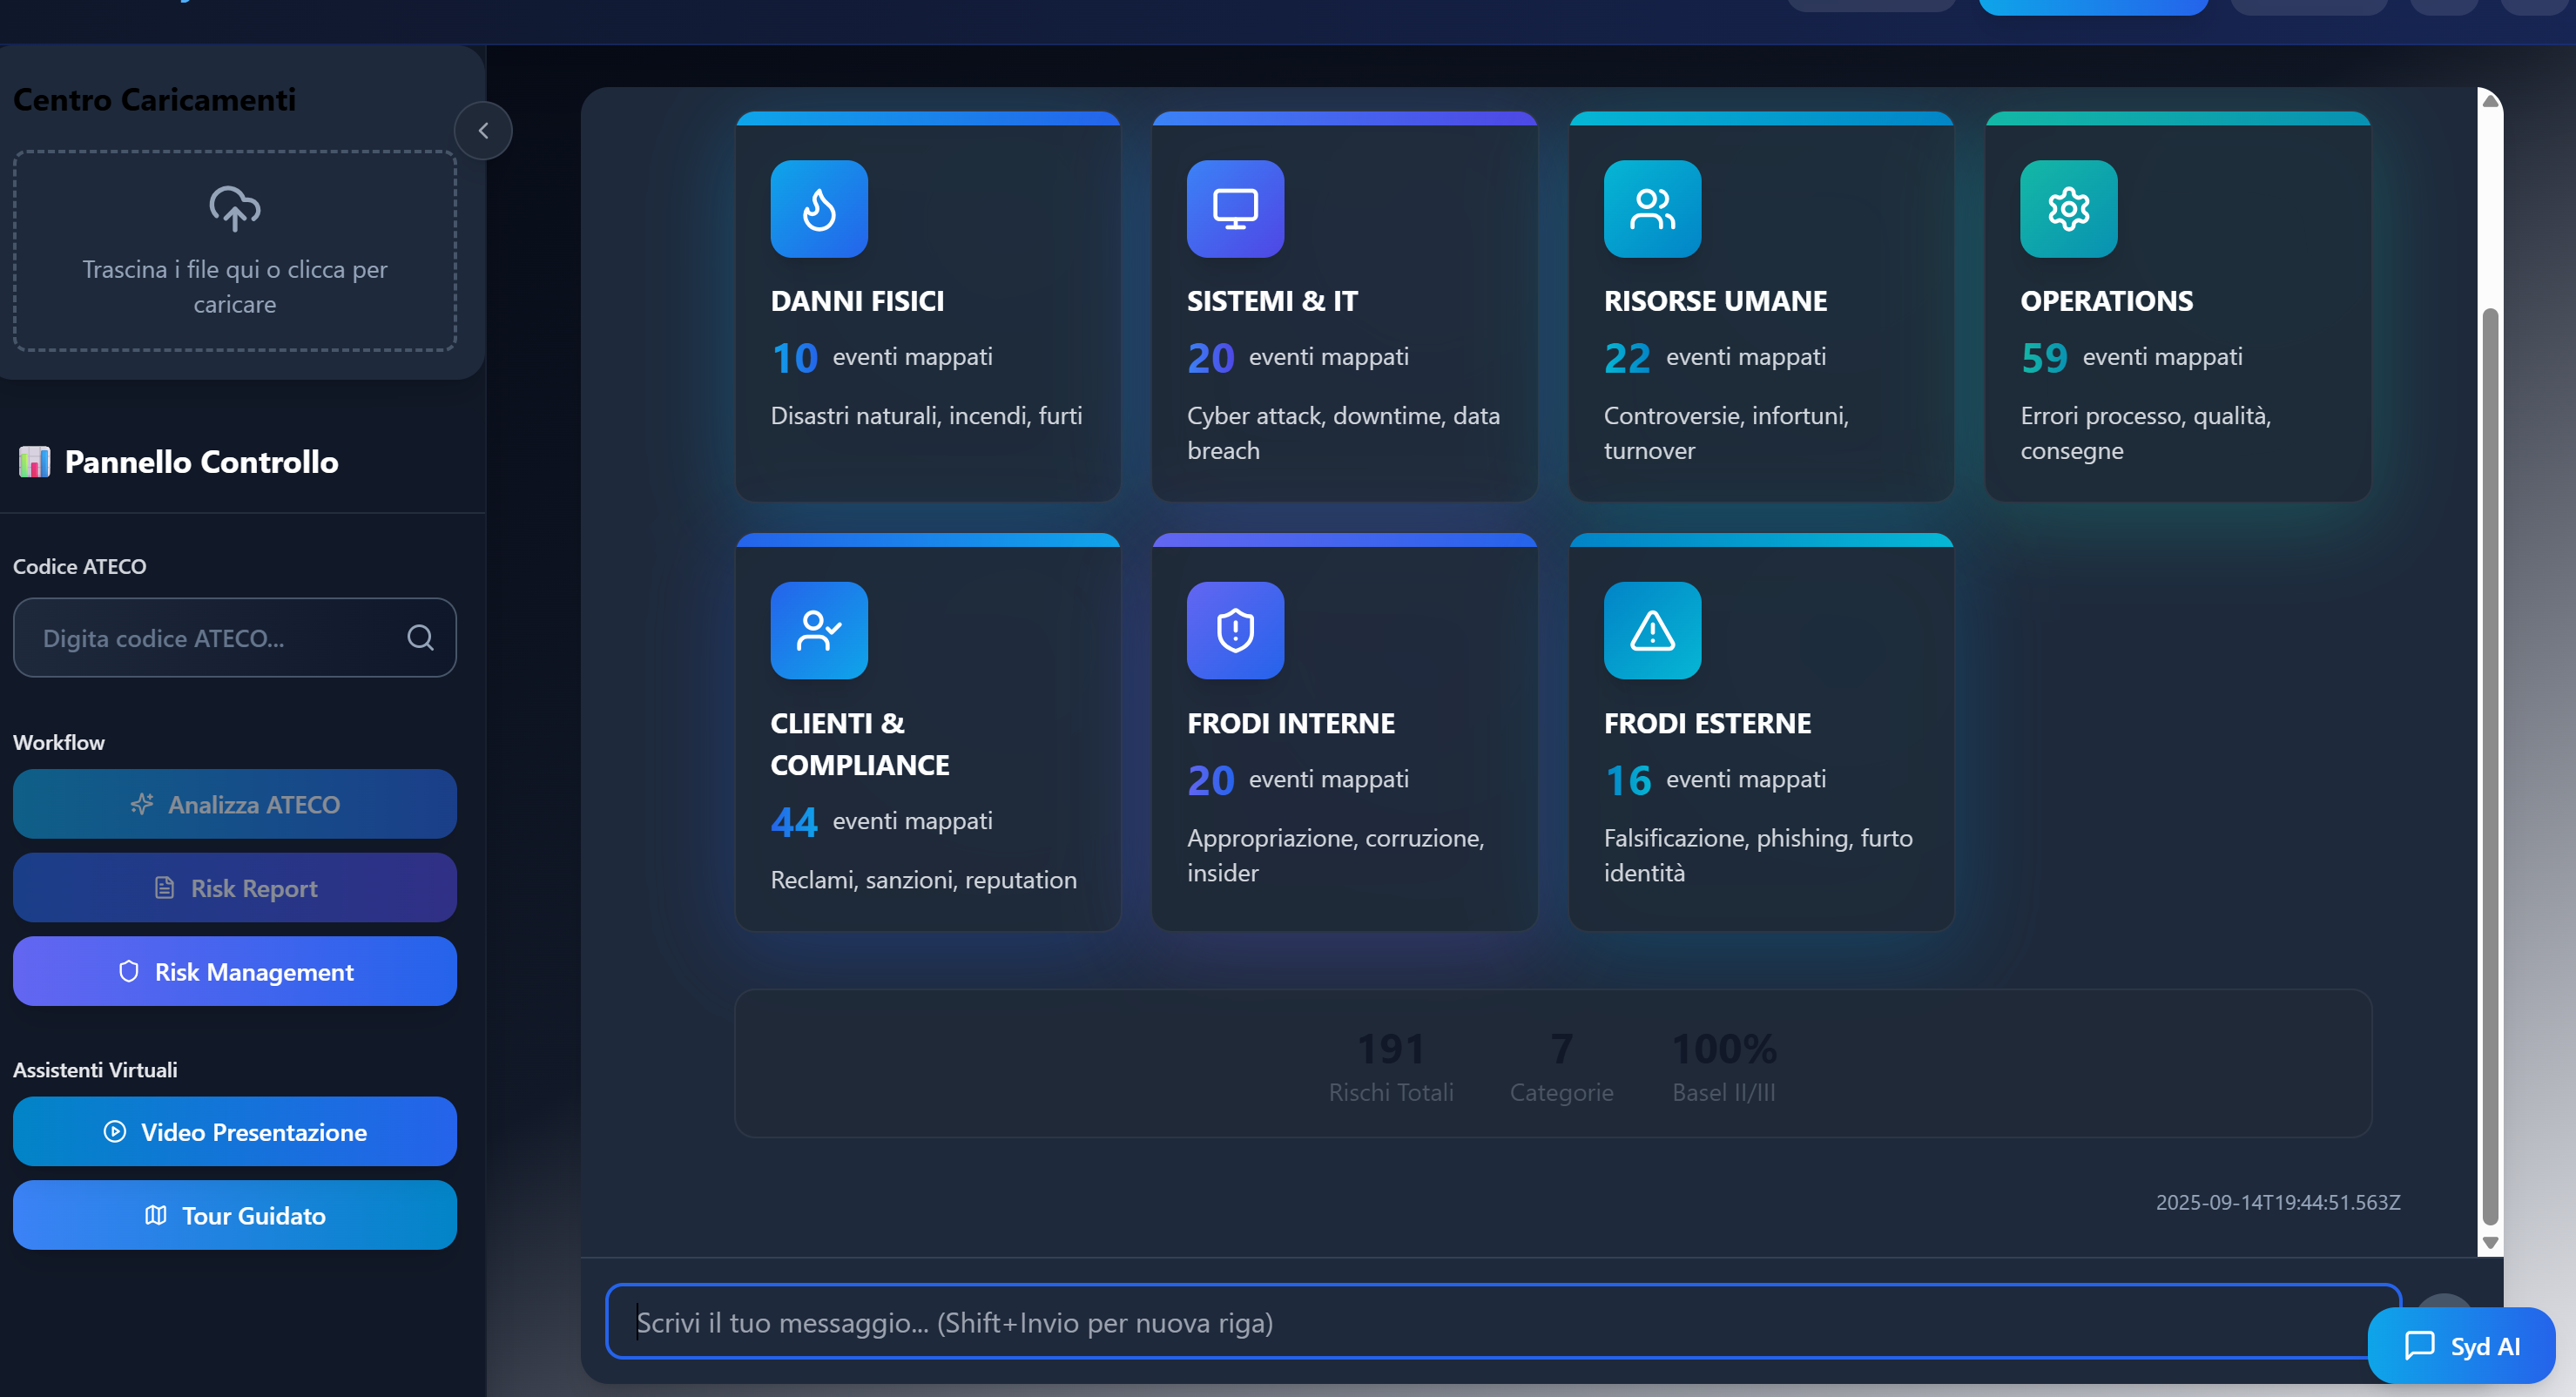 Centro Caricamenti
Trascina i file qui o clicca per
caricare
Pannello Controllo
Codice ATECO
Digita codice ATECO...
Workflow
Analizza ATECO
Risk Report
Risk Management
Assistenti Virtuali
Video Presentazione
Tour Guidato
DANNI FISICI
10 eventi mappati
Disastri naturali, incendi, furti
SISTEMI & IT
20 eventi mappati
Cyber attack, downtime, data
breach
RISORSE UMANE
22 eventi mappati
Controversie, infortuni,
turnover
OPERATIONS
59 eventi mappati
Errori processo, qualità,
consegne
CLIENTI &
COMPLIANCE
44 eventi mappati
Reclami, sanzioni, reputation
FRODI INTERNE
20 eventi mappati
Appropriazione, corruzione,
insider
FRODI ESTERNE
16 eventi mappati
Falsificazione, phishing, furto
identità
191
Rischi Totali
7
Categorie
100%
Basel II/III
2025-09-14T19:44:51.563Z
Scrivi il tuo messaggio... (Shift+Invio per nuova riga)
Syd AI